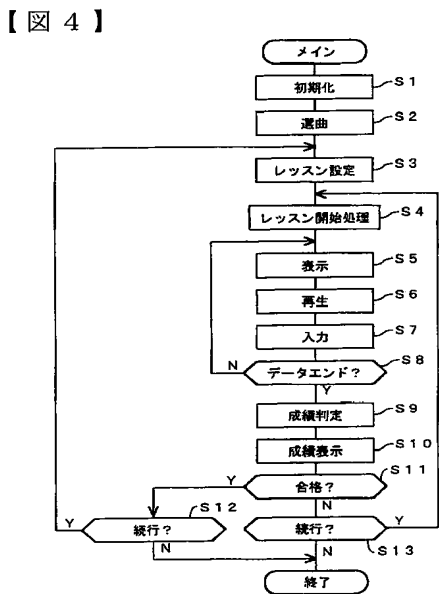 【図４】
メイン
初期化 S1
選曲 S2
レッスン設定 S3
レッスン開始処理 S4
表示 S5
再生 S6
入力 S7
データエンド？ S8
N
Y
成績判定 S9
成績表示 S10
合格？ S11
Y
N
続行？ S12
Y
N
続行？ S13
Y
N
終了